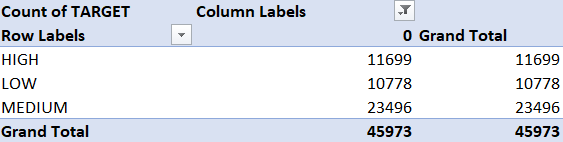 Count of TARGET Column Labels
Row Labels 0 Grand Total
HIGH 11699 11699
LOW 10778 10778
MEDIUM 23496 23496
Grand Total 45973 45973